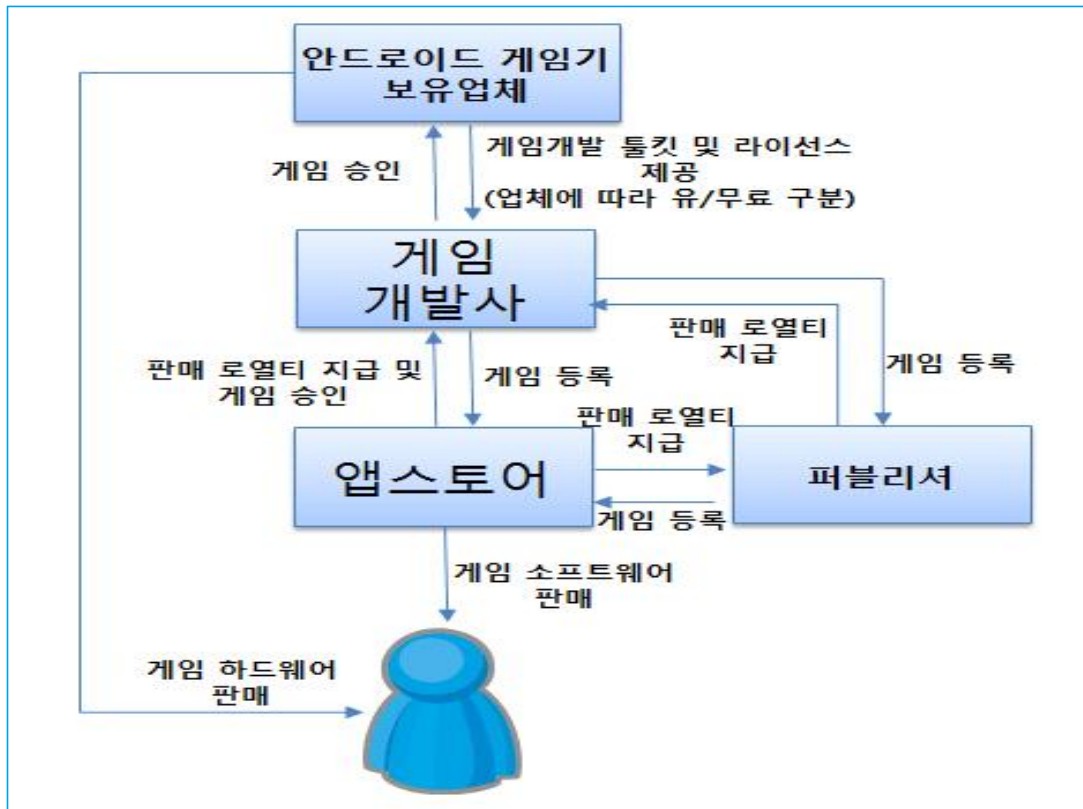 안드로이드 게임기
보유업체
게임 승인
게임개발 툴킷 및 라이선스
제공
(업체에 따라 유/무료 구분)
게임
개발사
판매 로열티 지급 및
게임 승인
게임 등록
판매 로열티
지급
게임 등록
판매 로열티
지급
앱스토어
퍼블리셔
게임 등록
게임 소프트웨어
판매
게임 하드웨어
판매